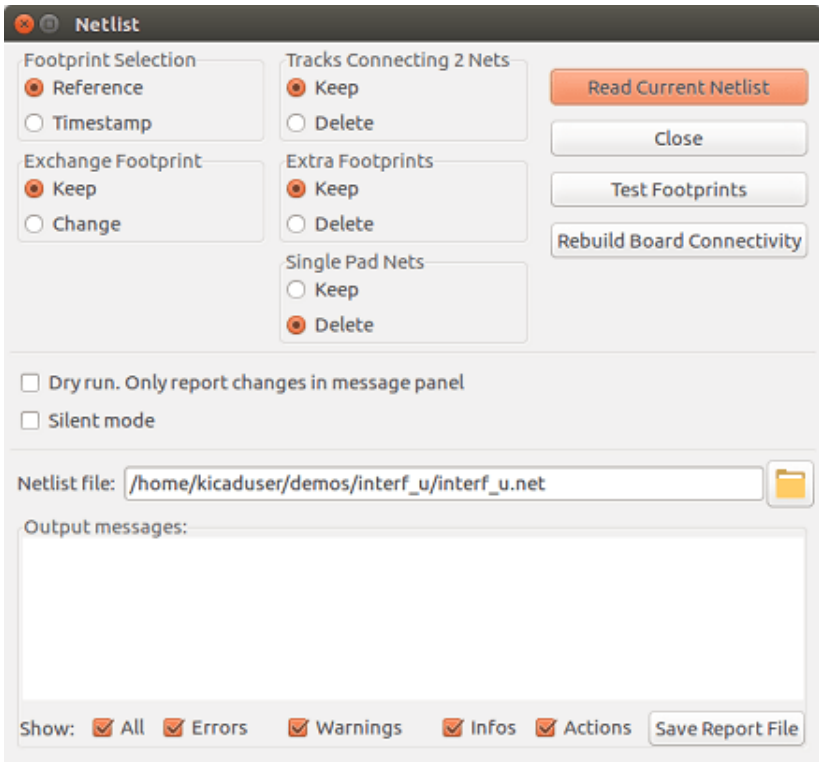 Netlist
Footprint Selection
Reference
Timestamp
Exchange Footprint
Keep
Change
Tracks Connecting 2 Nets
Keep
Delete
Extra Footprints
Keep
Delete
Single Pad Nets
Keep
Delete
Read Current Netlist
Close
Test Footprints
Rebuild Board Connectivity
Dry run. Only report changes in message panel
Silent mode
Netlist file: /home/kicaduser/demos/interf_u/interf_u.net
Output messages:
Show: All Errors Warnings Infos Actions Save Report File